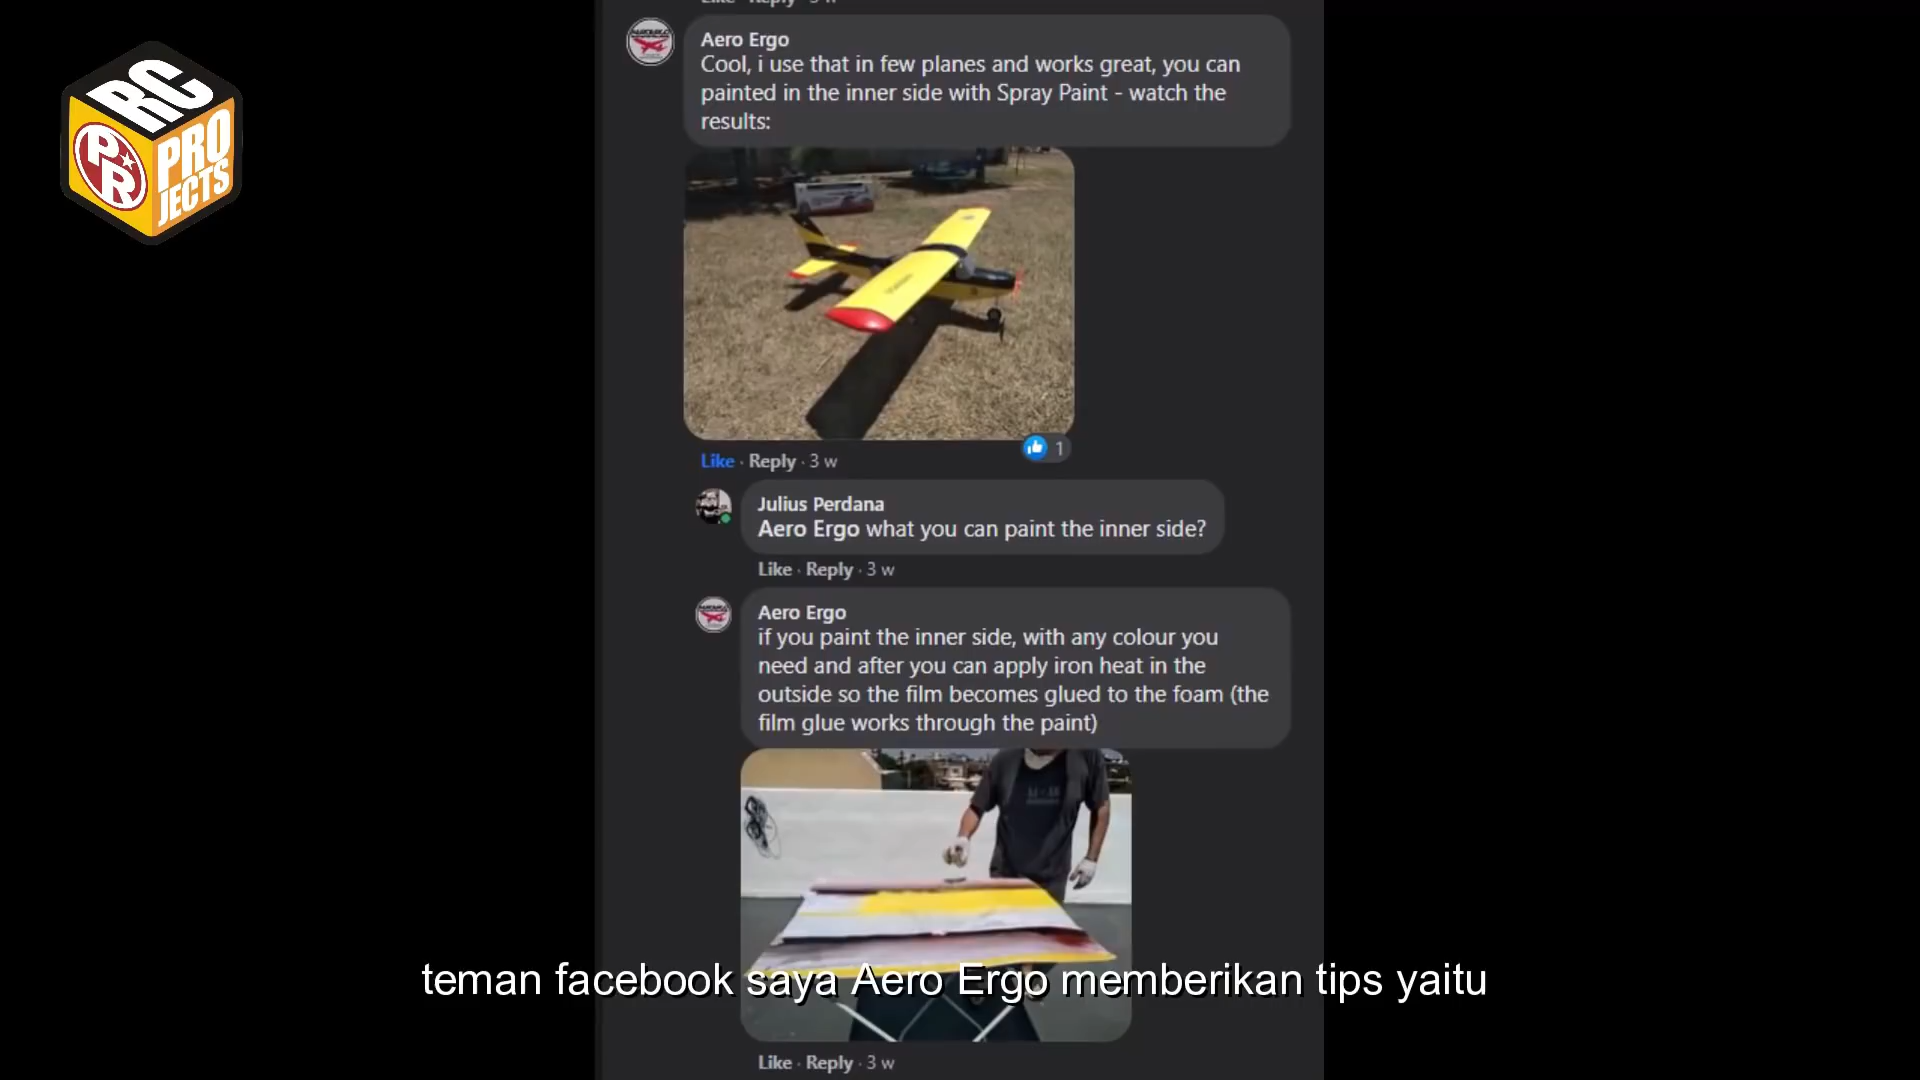 Like · Reply · 3 w
RC
PRO
JECTS
PR
Aero Ergo
Cool, i use that in few planes and works great, you can
painted in the inner side with Spray Paint - watch the
results:
Like · Reply · 3 w
1
Julius Perdana
Aero Ergo what you can paint the inner side?
Like · Reply · 3 w
Aero Ergo
if you paint the inner side, with any colour you
need and after you can apply iron heat in the
outside so the film becomes glued to the foam (the
film glue works through the paint)
teman facebook saya Aero Ergo memberikan tips yaitu
Like · Reply · 3 w